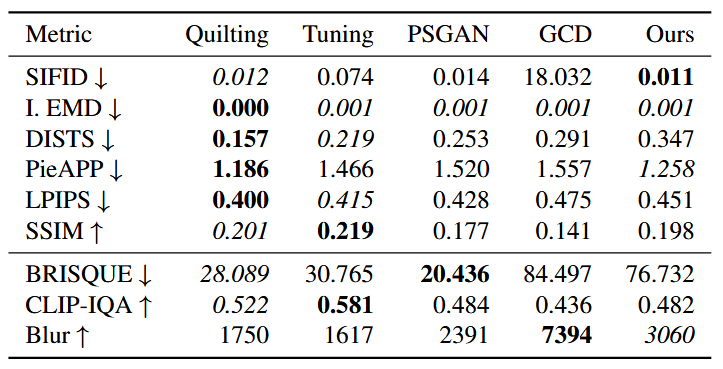 Metric Quilting Tuning PSGAN GCD Ours
SIFID ↓ 0.012 0.074 0.014 18.032 0.011
I. EMD ↓ 0.000 0.001 0.001 0.001 0.001
DISTS ↓ 0.157 0.219 0.253 0.291 0.347
PieAPP ↓ 1.186 1.466 1.520 1.557 1.258
LPIPS ↓ 0.400 0.415 0.428 0.475 0.451
SSIM ↑ 0.201 0.219 0.177 0.141 0.198
BRISQUE ↓ 28.089 30.765 20.436 84.497 76.732
CLIP-IQA ↑ 0.522 0.581 0.484 0.436 0.482
Blur ↑ 1750 1617 2391 7394 3060